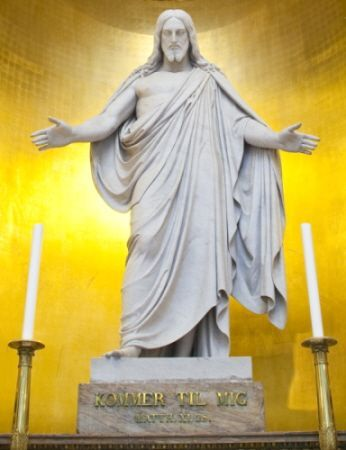 KOMMER TIL MIG
MATTH. XI. 28.